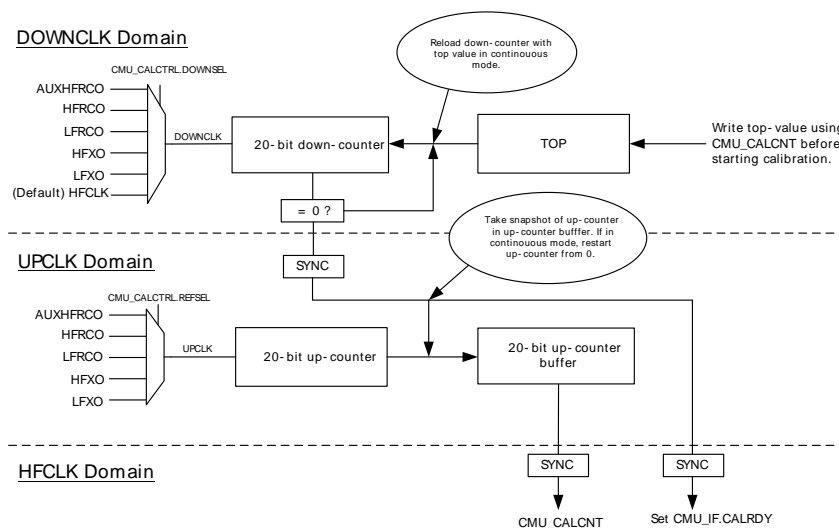 DOWNCLK Domain
CMU_CALCTRL.DOWNSEL
AUXHFRCO
HFRCO
LFRCO
HFXO
LFXO
(Default) HFCLK
DOWNCLK
20-bit down-counter
Reload down-counter with
top value in continouous
mode.
TOP
Write top-value using
CMU_CALCNT before
starting calibration.
= 0 ?
SYNC
Take snapshot of up-counter
in up-counter bufffer. If in
continouous mode, restart
up-counter from 0.
UPCLK Domain
CMU_CALCTRL.REFSEL
AUXHFRCO
HFRCO
LFRCO
HFXO
LFXO
UPCLK
20-bit up-counter
20-bit up-counter
buffer
HFCLK Domain
SYNC
SYNC
CMU_CALCNT
Set CMU_IF.CALRDY